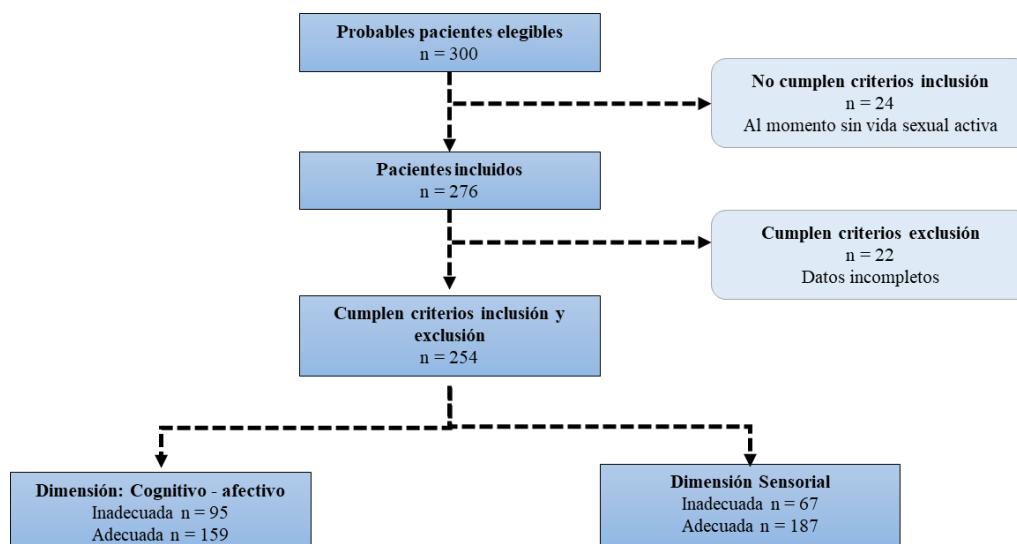 Probables pacientes elegibles
n = 300
No cumplen criterios inclusión
n = 24
Al momento sin vida sexual activa
Pacientes incluidos
n = 276
Cumplen criterios exclusión
n = 22
Datos incompletos
Cumplen criterios inclusión y
exclusión
n = 254
Dimensión: Cognitivo - afectivo
Inadecuada n = 95
Adecuada n = 159
Dimensión Sensorial
Inadecuada n = 67
Adecuada n = 187